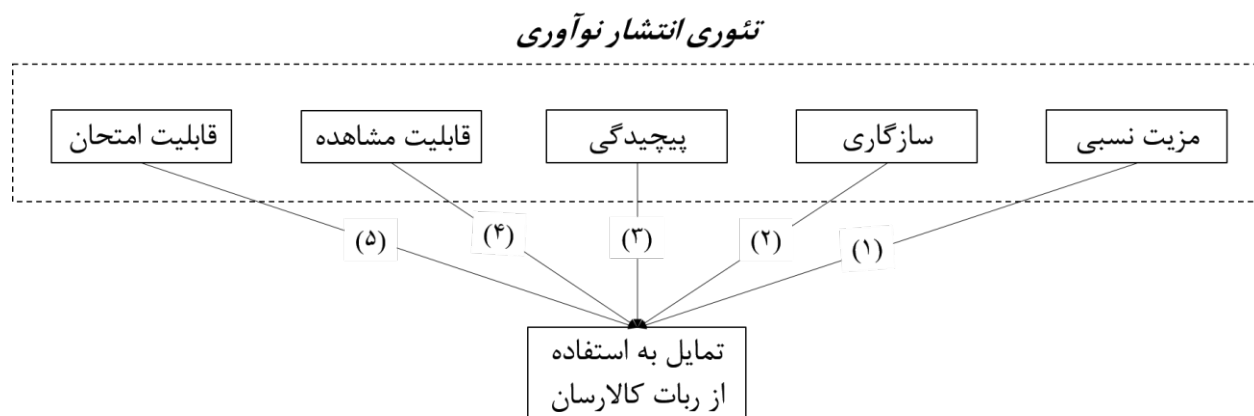 تئوری انتشار نوآوری
مزیت نسبی
سازگاری
پیچیدگی
قابلیت مشاهده
قابلیت امتحان
(۱)
(۲)
(۳)
(۴)
(۵)
تمایل به استفاده
از ربات کالارسان